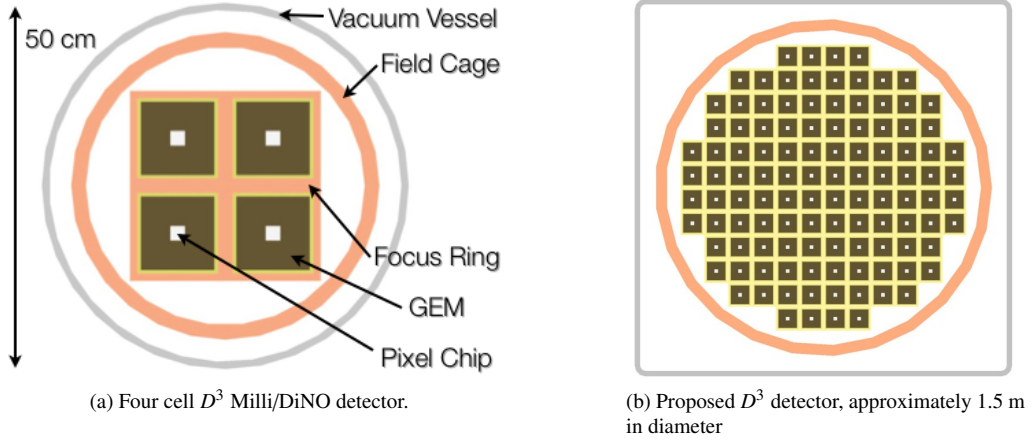 Vacuum Vessel
50 cm
Field Cage
Focus Ring
GEM
Pixel Chip
(a) Four cell D³ Milli/DiNO detector.
(b) Proposed D³ detector, approximately 1.5 m
in diameter